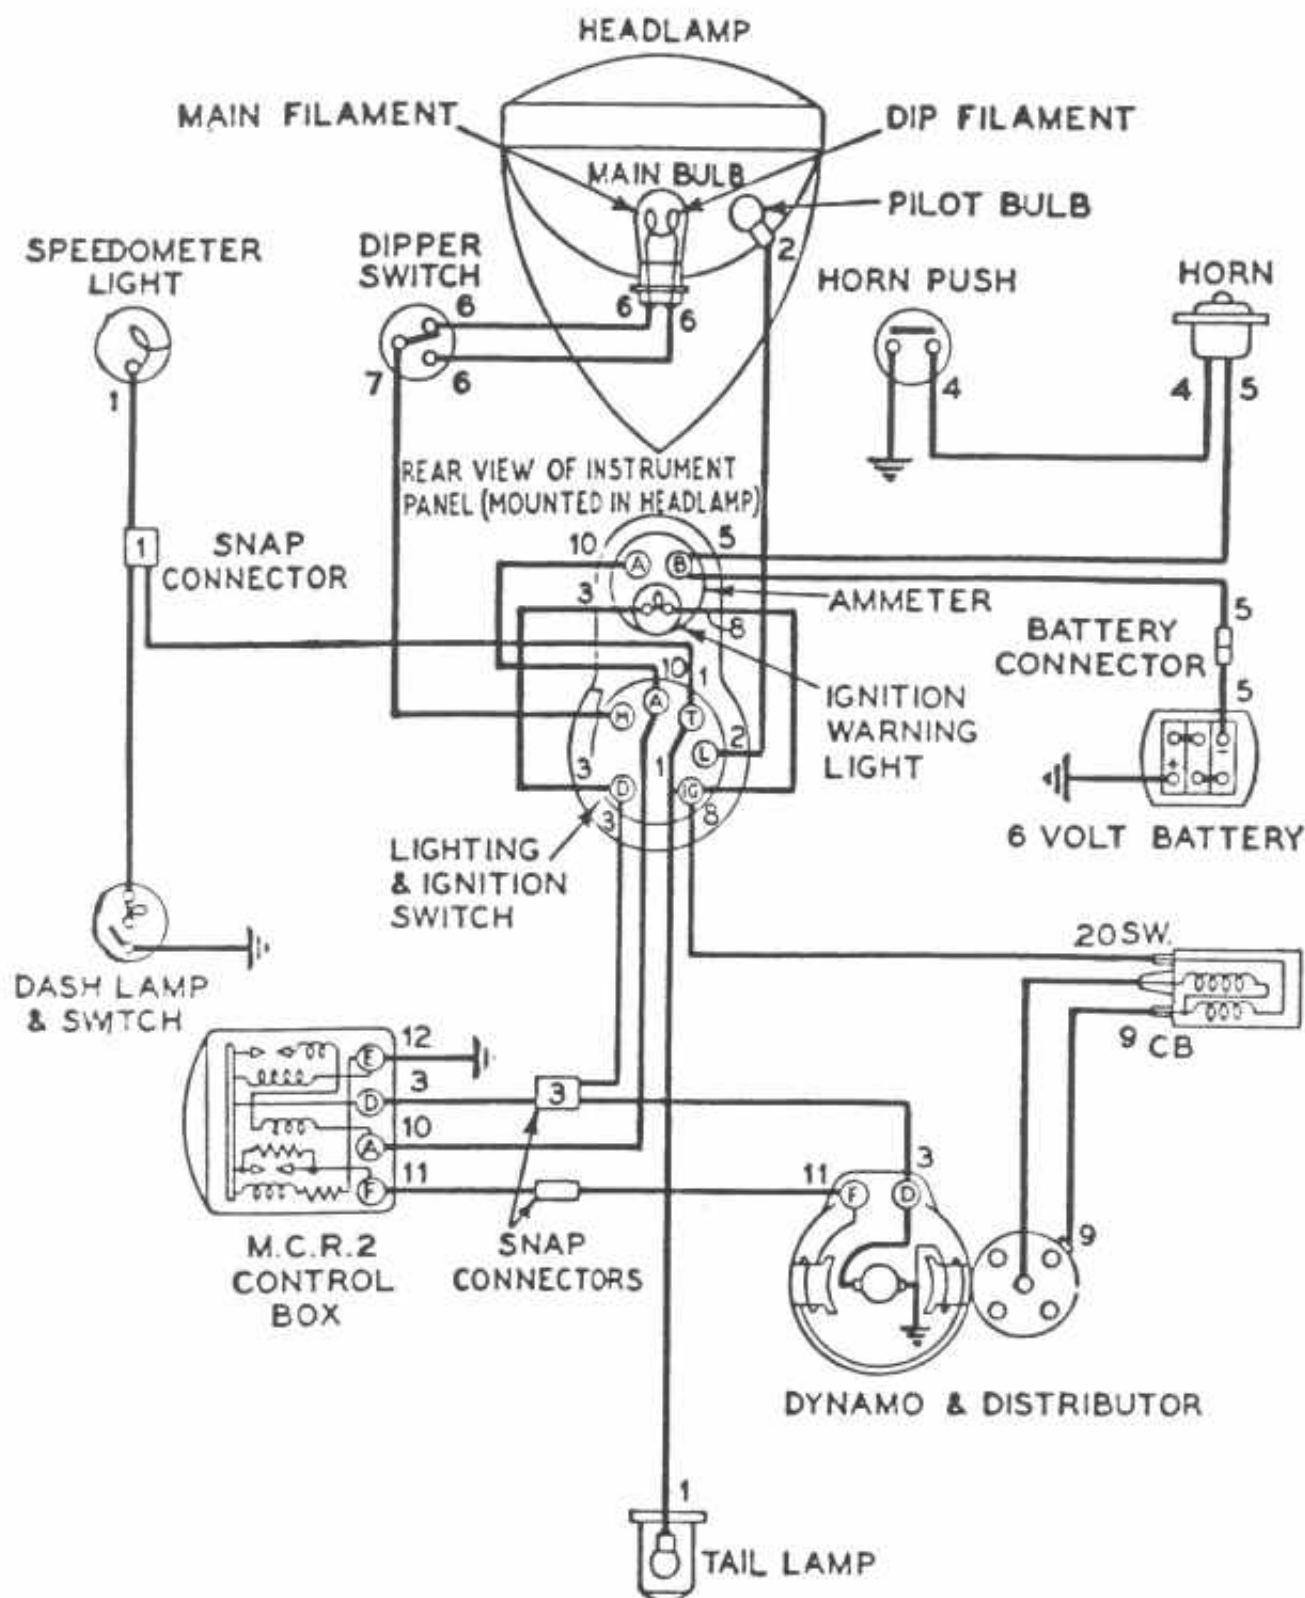 HEADLAMP
MAIN FILAMENT
DIP FILAMENT
MAIN BULB
PILOT BULB
2
SPEEDOMETER
LIGHT
1
DIPPER
SWITCH
6
7
6
6
6
HORN PUSH
4
HORN
4
5
REAR VIEW OF INSTRUMENT
PANEL (MOUNTED IN HEADLAMP)
1
SNAP
CONNECTOR
10
A
B
5
3
8
AMMETER
5
BATTERY
CONNECTOR
5
10
1
IGNITION
WARNING
LIGHT
H
A
T
L
2
3
D
1
IG
3
8
+
-
6 VOLT BATTERY
LIGHTING
& IGNITION
SWITCH
DASH LAMP
& SWTCH
20 SW.
9 CB
12
E
3
D
10
A
11
F
3
M.C.R.2
CONTROL
BOX
SNAP
CONNECTORS
11
F
3
D
9
DYNAMO & DISTRIBUTOR
1
TAIL LAMP